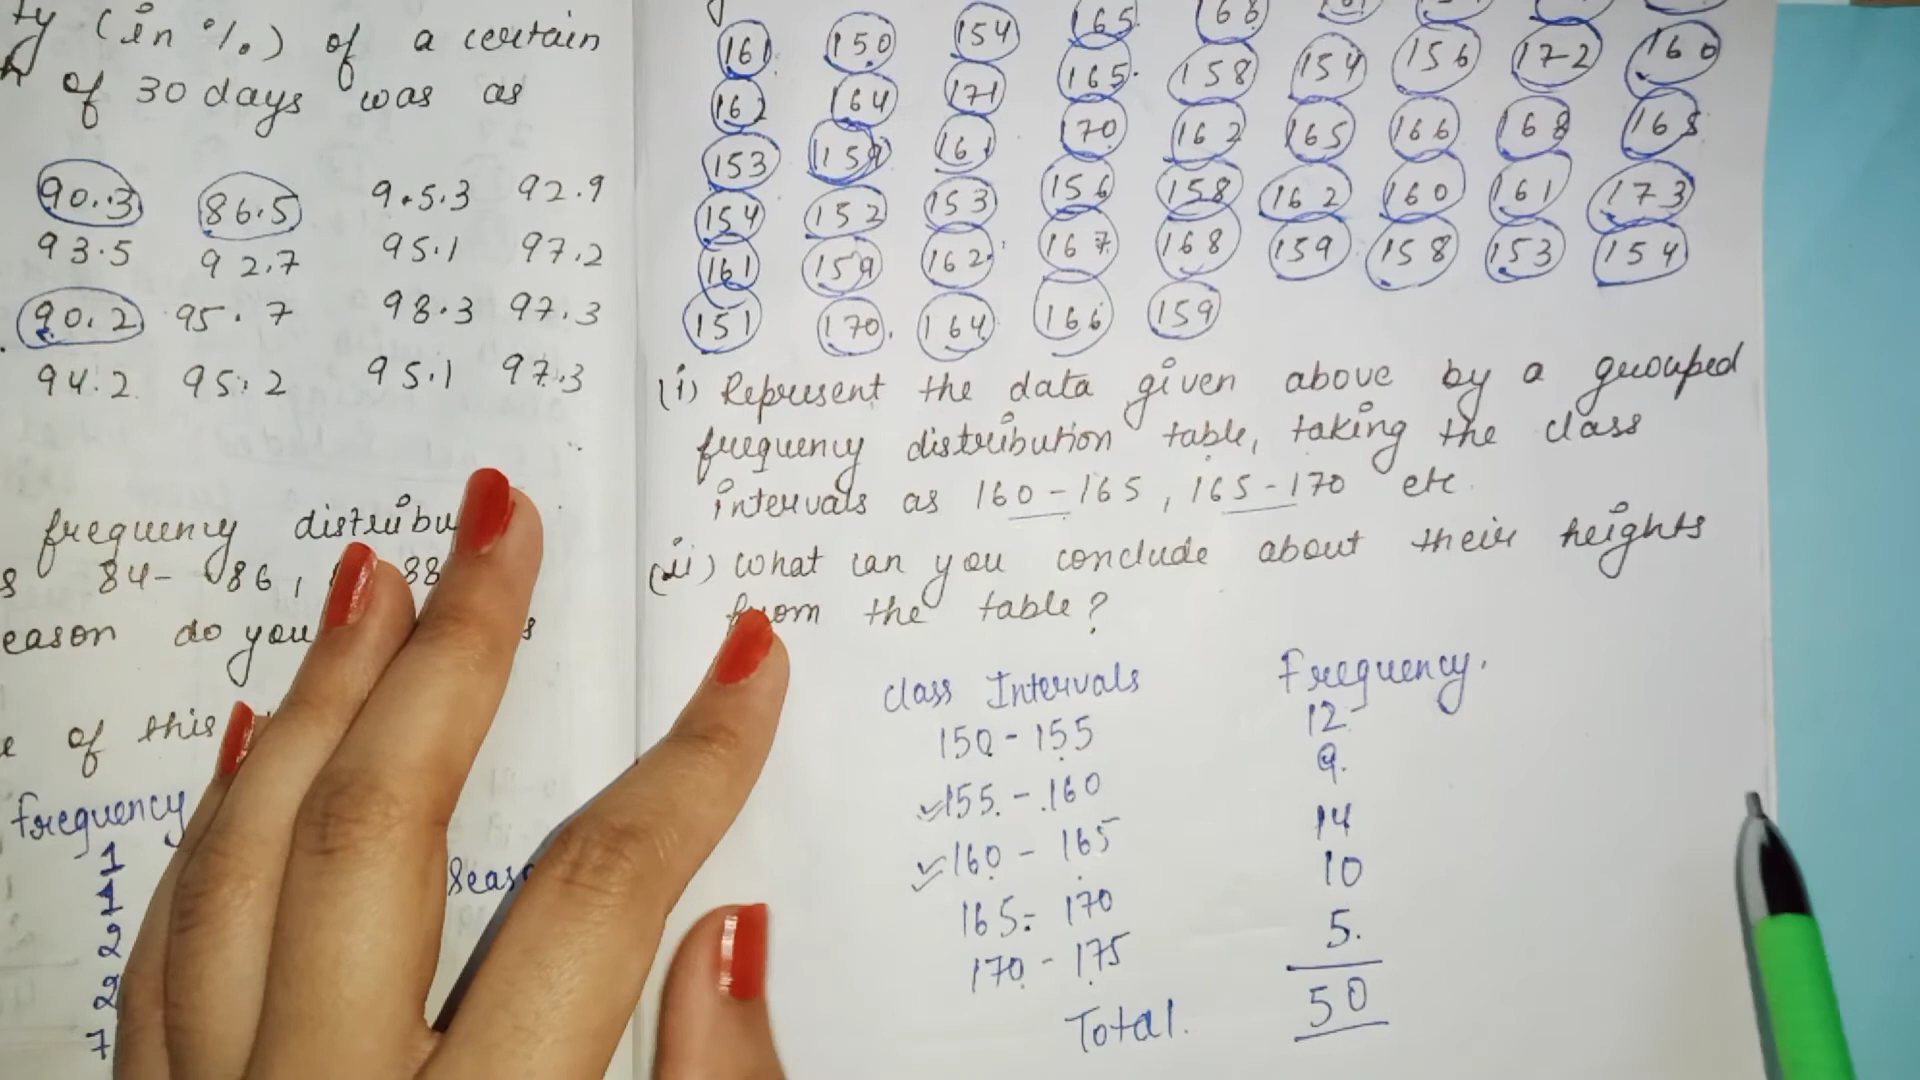 (in %) of a certain
of 30 days was as
90.3 86.5 9.5.3 92.9
93.5 92.7 95.1 97.2
90.2 95.7 98.3 97.3
94.2 95.2 95.1 97.3
frequency
84- 86, 88
do you
of this
Frequency
1
1
2
2
7
165 168
161 150 154 165 158 154 156 172 160
162 164 171 170 162 165 166 168 165
153 159 161 156 158 162 160 161 173
154 152 153 167 168 159 158 153 154
161 159 162 166 159
151 170 164
(i) Represent the data given above by a grouped
frequency distribution table, taking the class
intervals as 160-165, 165-170 etc
(ii) What can you conclude about their heights
from the table?
Class Intervals Frequency.
150-155 12
155-160 9
160-165 14
165-170 10
170-175 5
Total. 50